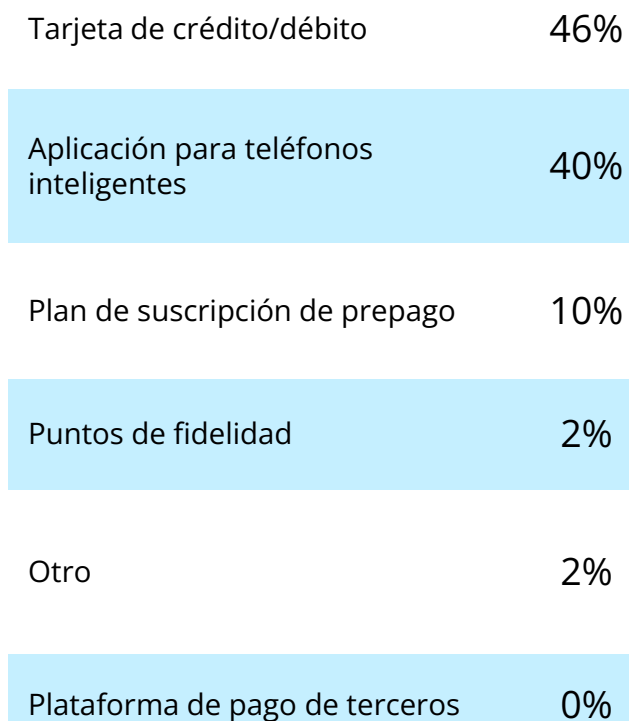 Tarjeta de crédito/débito 46%
Aplicación para teléfonos
inteligentes 40%
Plan de suscripción de prepago 10%
Puntos de fidelidad 2%
Otro 2%
Plataforma de pago de terceros 0%